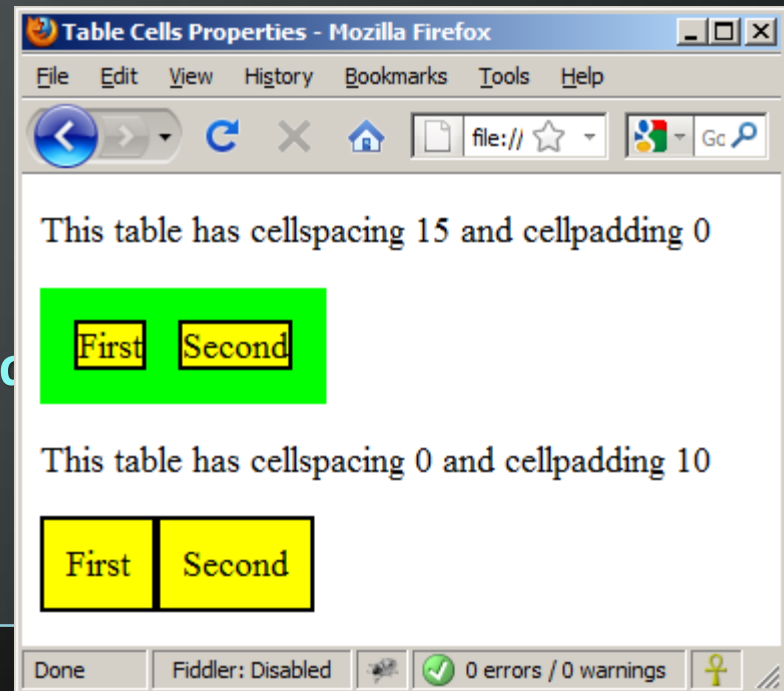 Table Cells Properties - Mozilla Firefox
File Edit View History Bookmarks Tools Help
file://
This table has cellspacing 15 and cellpadding 0
First Second
This table has cellspacing 0 and cellpadding 10
First Second
Done Fiddler: Disabled 0 errors / 0 warnings